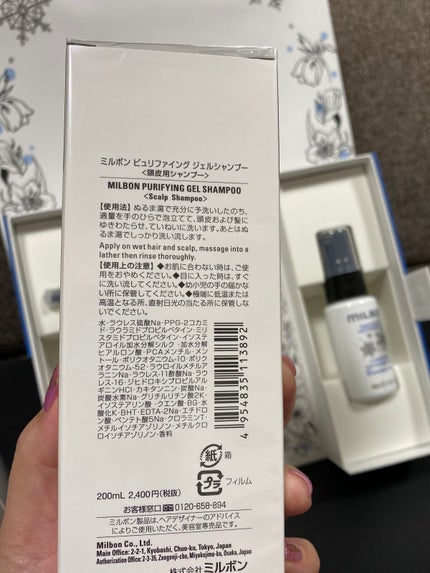 ミルボン ピュリファイング ジェルシャンプー
<頭皮用シャンプー>
MILBON PURIFYING GEL SHAMPOO
<Scalp Shampoo>
【使用法】ぬるま湯で充分に予洗いしたのち、
適量を手のひらで泡立てて、頭皮および髪に
ゆきわたらせ、ていねいに洗います。あとはぬ
るま湯でしっかり洗い流します。
Apply on wet hair and scalp, massage into a
lather then rinse thoroughly.
【使用上の注意】◆お肌に合わない時は、ご使
用をおやめください。◆目に入った時は、すぐ
に洗い流してください。◆幼小児の手の届かな
い所に保管してください。◆極端に低温または
高温となる所、直射日光の当たる所に保管しな
いでください。
水・ラウレス硫酸Na・PPG-2コカミ
ド・ラウラミドプロピルベタイン・ミリ
スタミドプロピルベタイン・イソステ
アロイル加水分解シルク・加水分解
ヒアルロン酸・PCAメンチル・メン
トール・ポリクオタニウム-10・ポリ
クオタニウム-52・ラウロイルメチルア
ラニンNa・ラウレス-11酢酸Na・ラウ
レス-16・ジヒドロキシプロピルアル
ギニンHCl・カキタンニン・炭酸Na・
炭酸水素Na・グリチルリチン酸2K・
イソステアリン酸・クエン酸・BG・水
酸化K・BHT・EDTA-2Na・エチドロ
ン酸・ペンテト酸5Na・クロラミンT・
メチルイソチアゾリノン・メチルクロ
ロイソチアゾリノン・香料
4954835113892
紙 箱
プラ フィルム
200mL 2,400円(税抜)
お客様窓口 0120-658-894
ミルボン製品は、ヘアデザイナーのアドバイス
によりご使用いただく、美容室専売品です。
Milbon Co., Ltd.
Main Office: 2-2-1, Kyobashi, Chuo-ku, Tokyo, Japan
Authorization Office: 2-3-35, Zengenji-cho, Miyakojima-ku, Osaka, Japan
株式会社 ミルボン
milbon